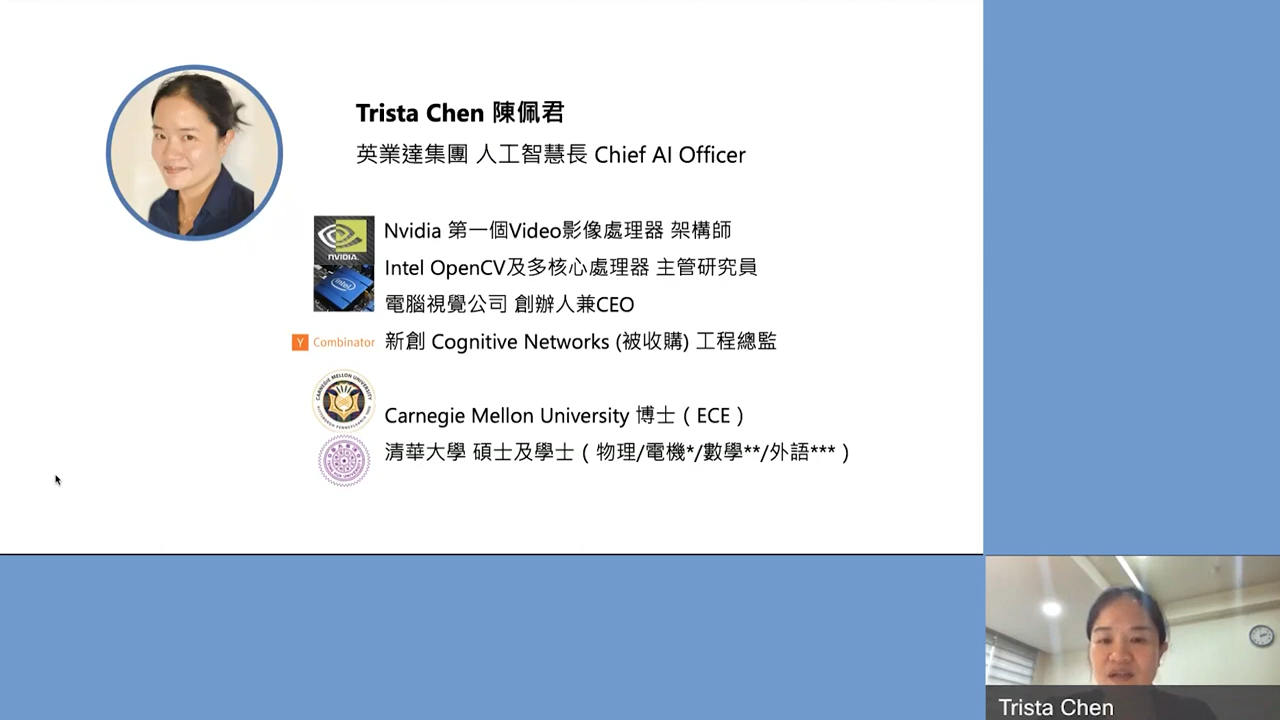 Trista Chen 陳佩君
英業達集團 人工智慧長 Chief AI Officer
NVIDIA.
Nvidia 第一個Video影像處理器 架構師
intel
Intel OpenCV及多核心處理器 主管研究員
電腦視覺公司 創辦人兼CEO
Y Combinator 新創 Cognitive Networks (被收購) 工程總監
CARNEGIE MELLON UNIVERSITY
Carnegie Mellon University 博士 ( ECE )
清華大學 碩士及學士 ( 物理/電機*/數學**/外語*** )
Trista Chen